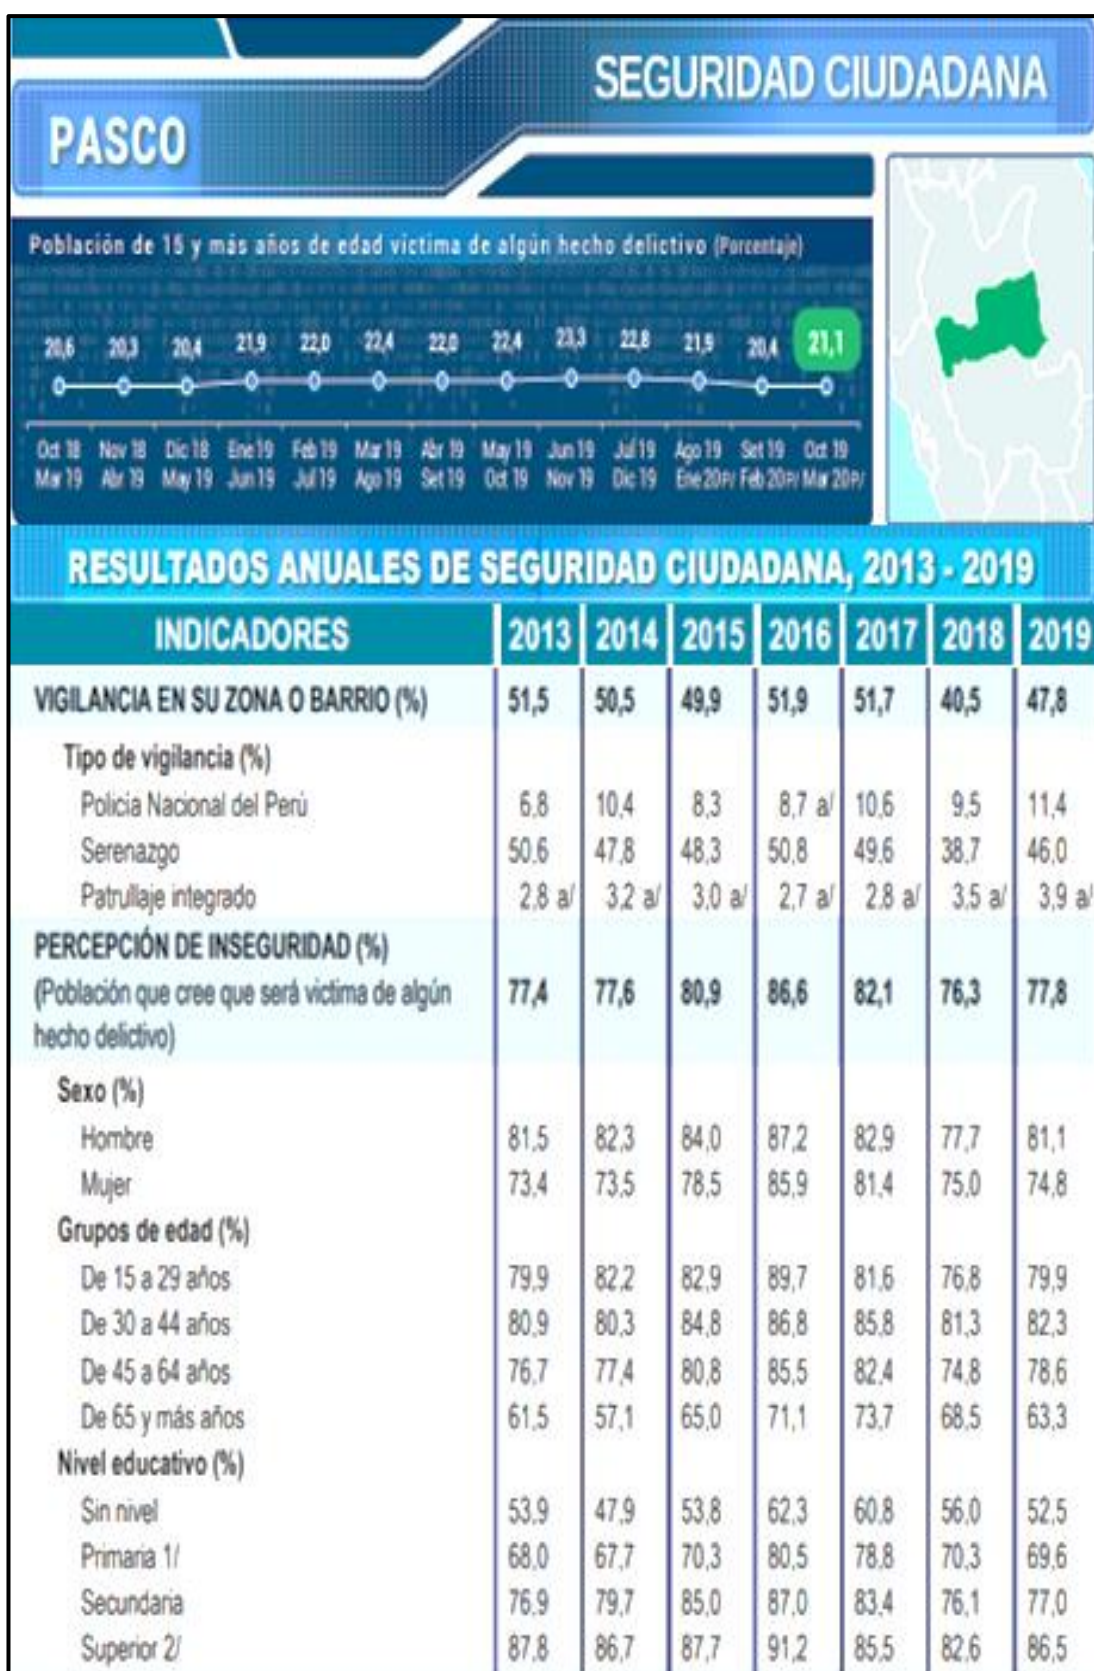 SEGURIDAD CIUDADANA
PASCO
Población de 15 y más años de edad víctima de algún hecho delictivo (Porcentaje)
20,6 20,3 20,4 21,9 22,0 22,4 22,0 22,4 23,3 22,8 21,9 20,4 21,1
Oct 18 Nov 18 Dic 18 Ene 19 Feb 19 Mar 19 Abr 19 May 19 Jun 19 Jul 19 Ago 19 Set 19 Oct 19
Mar 19 Abr 19 May 19 Jun 19 Jul 19 Ago 19 Set 19 Oct 19 Nov 19 Dic 19 Ene 20 P/ Feb 20 P/ Mar 20 P/
RESULTADOS ANUALES DE SEGURIDAD CIUDADANA, 2013 - 2019
INDICADORES 2013 2014 2015 2016 2017 2018 2019
VIGILANCIA EN SU ZONA O BARRIO (%) 51,5 50,5 49,9 51,9 51,7 40,5 47,8
Tipo de vigilancia (%)
Policia Nacional del Perú 6,8 10,4 8,3 8,7 a/ 10,6 9,5 11,4
Serenazgo 50,6 47,8 48,3 50,8 49,6 38,7 46,0
Patrullaje integrado 2,8 a/ 3,2 a/ 3,0 a/ 2,7 a/ 2,8 a/ 3,5 a/ 3,9 a/
PERCEPCIÓN DE INSEGURIDAD (%)
(Población que cree que será victima de algún 77,4 77,6 80,9 86,6 82,1 76,3 77,8
hecho delictivo)
Sexo (%)
Hombre 81,5 82,3 84,0 87,2 82,9 77,7 81,1
Mujer 73,4 73,5 78,5 85,9 81,4 75,0 74,8
Grupos de edad (%)
De 15 a 29 años 79,9 82,2 82,9 89,7 81,6 76,8 79,9
De 30 a 44 años 80,9 80,3 84,8 86,8 85,8 81,3 82,3
De 45 a 64 años 76,7 77,4 80,8 85,5 82,4 74,8 78,6
De 65 y más años 61,5 57,1 65,0 71,1 73,7 68,5 63,3
Nivel educativo (%)
Sin nivel 53,9 47,9 53,8 62,3 60,8 56,0 52,5
Primaria 1/ 68,0 67,7 70,3 80,5 78,8 70,3 69,6
Secundaria 76,9 79,7 85,0 87,0 83,4 76,1 77,0
Superior 2/ 87,8 86,7 87,7 91,2 85,5 82,6 86,5